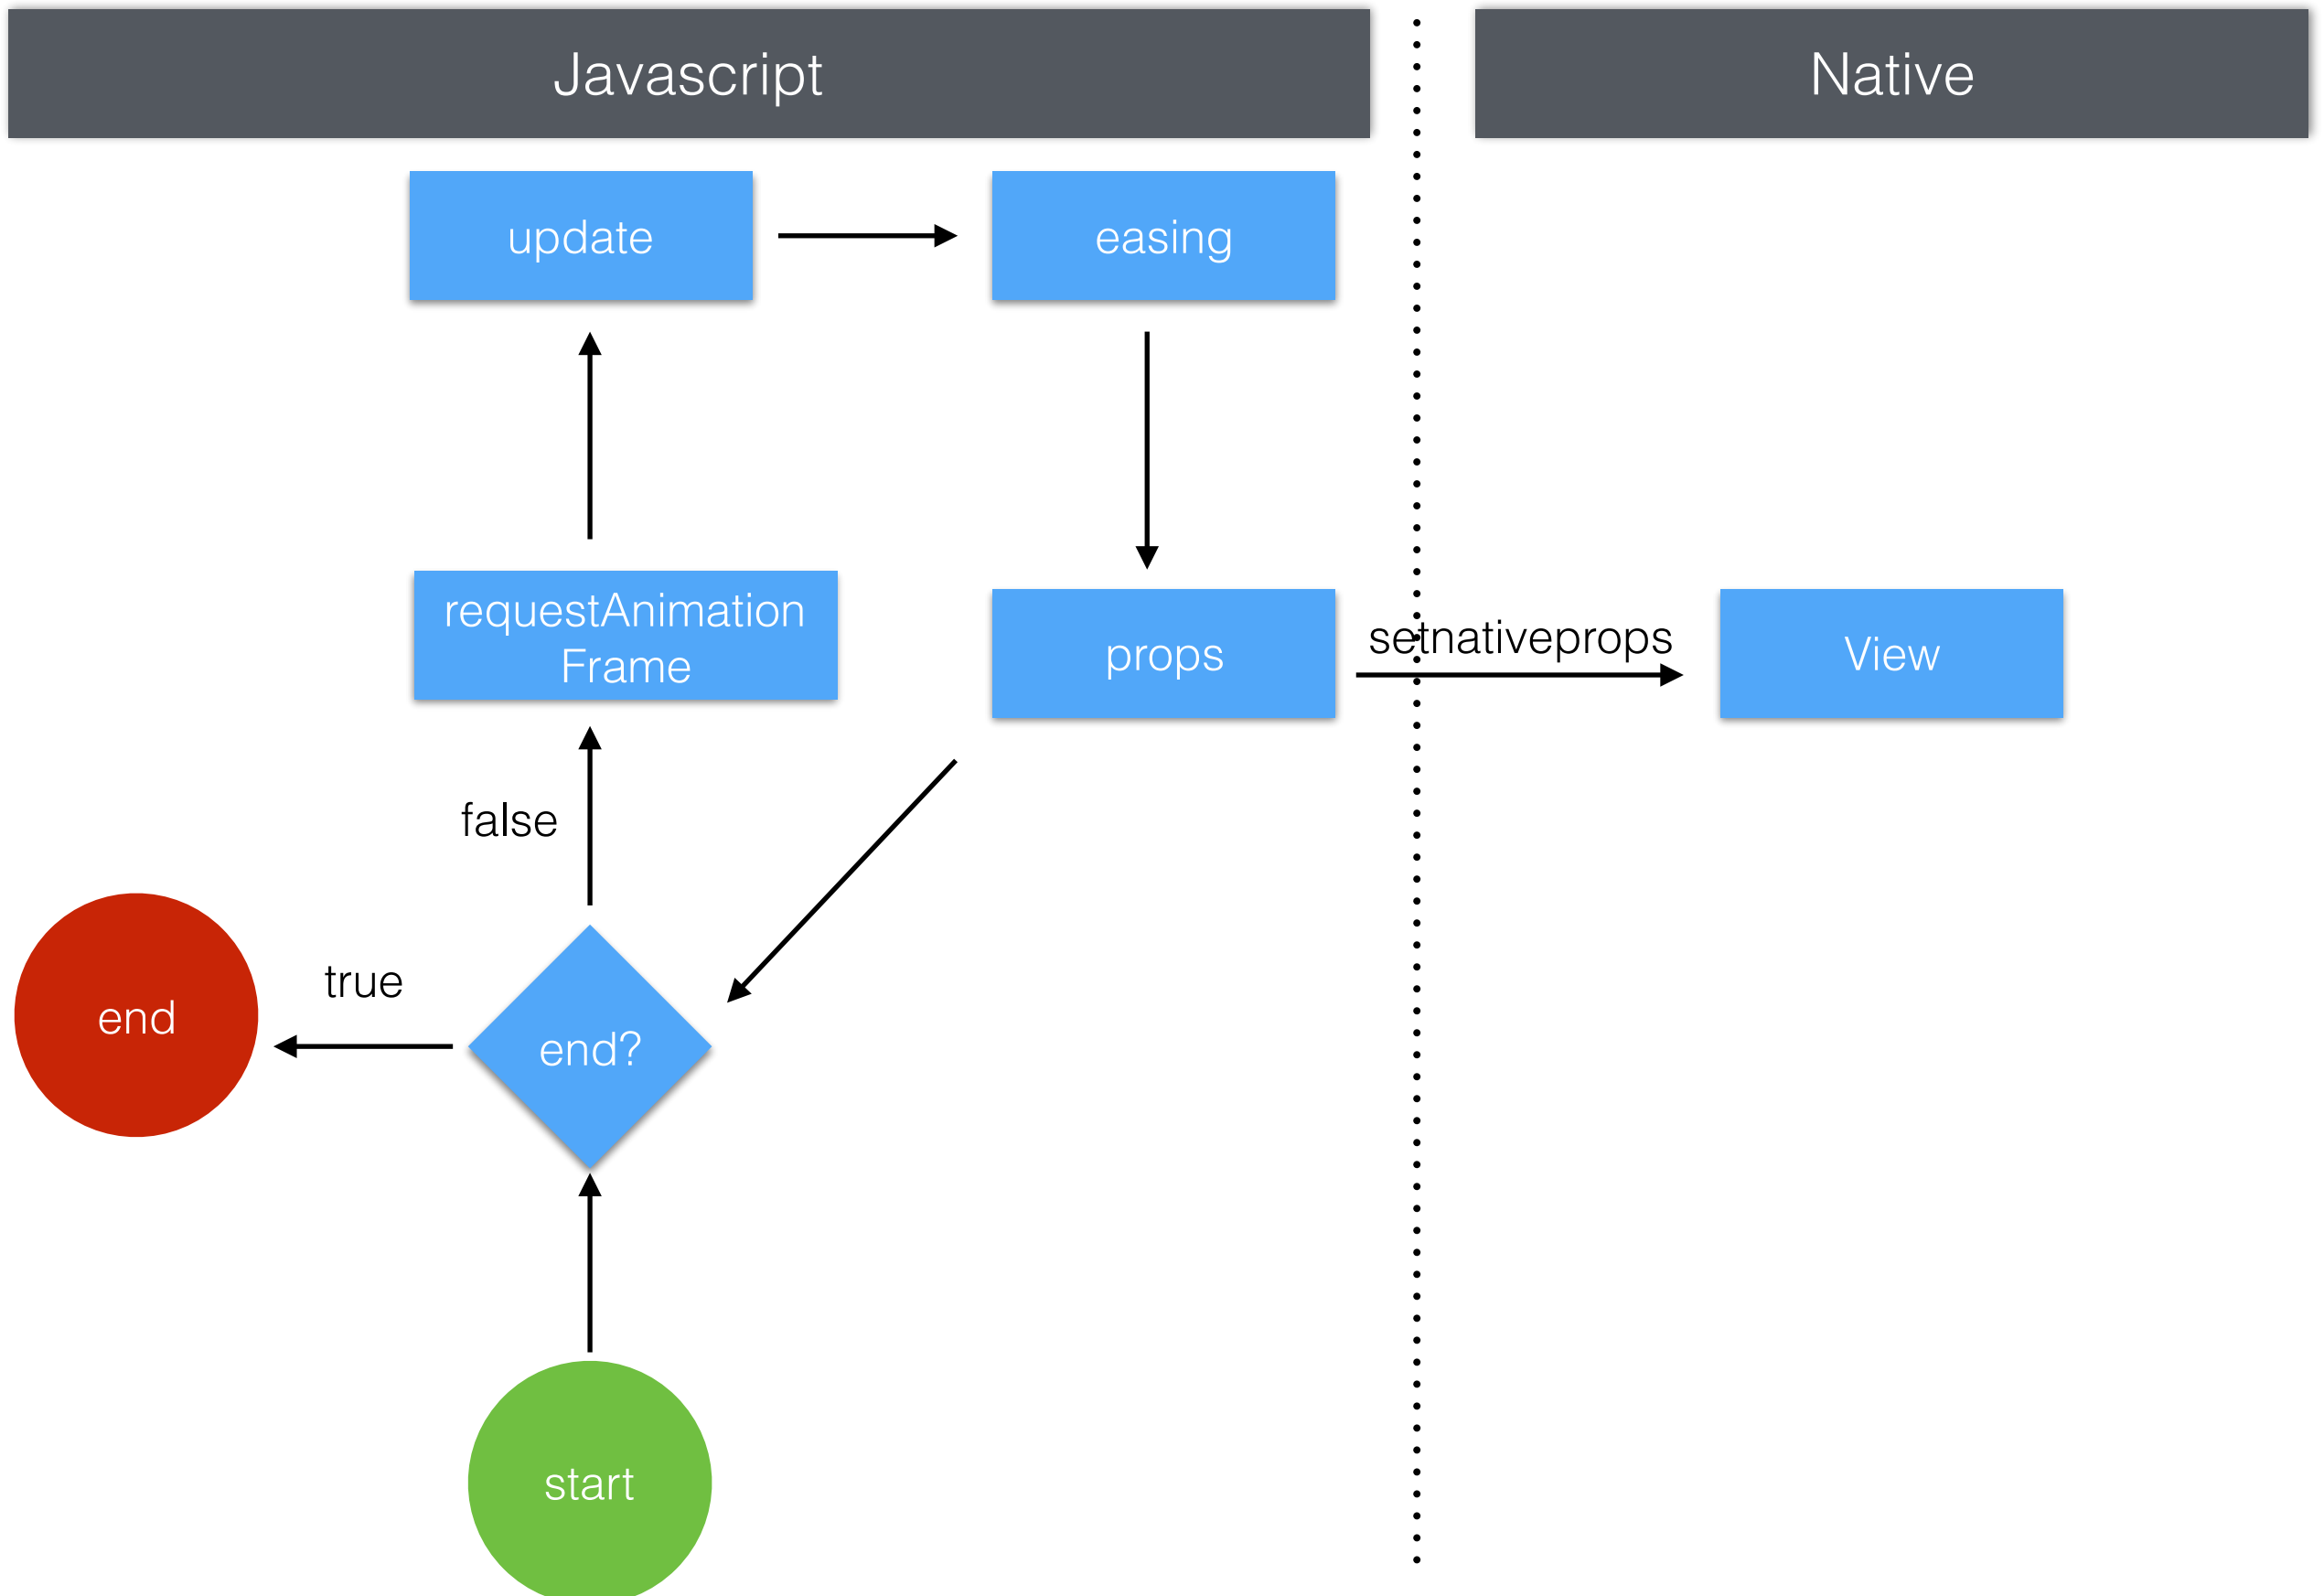 Javascript
Native
update
easing
requestAnimation
Frame
props
setnativeprops
View
false
true
end
end?
start